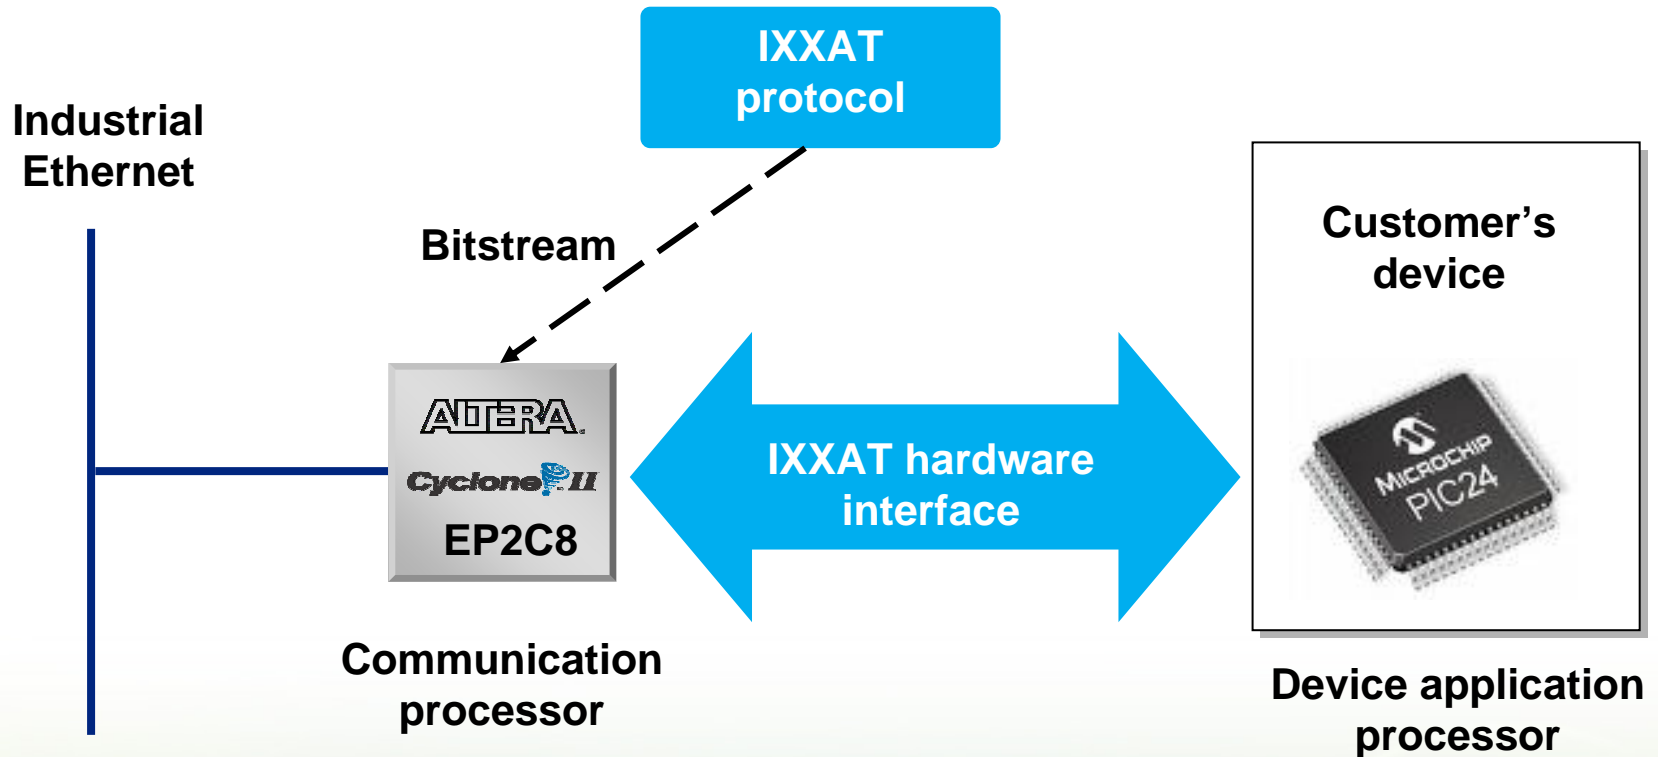 IXXAT
protocol
Industrial
Ethernet
Bitstream
Customer’s
device
ALTERA®
Cyclone II
EP2C8
IXXAT hardware
interface
MICROCHIP
PIC24
Communication
processor
Device application
processor